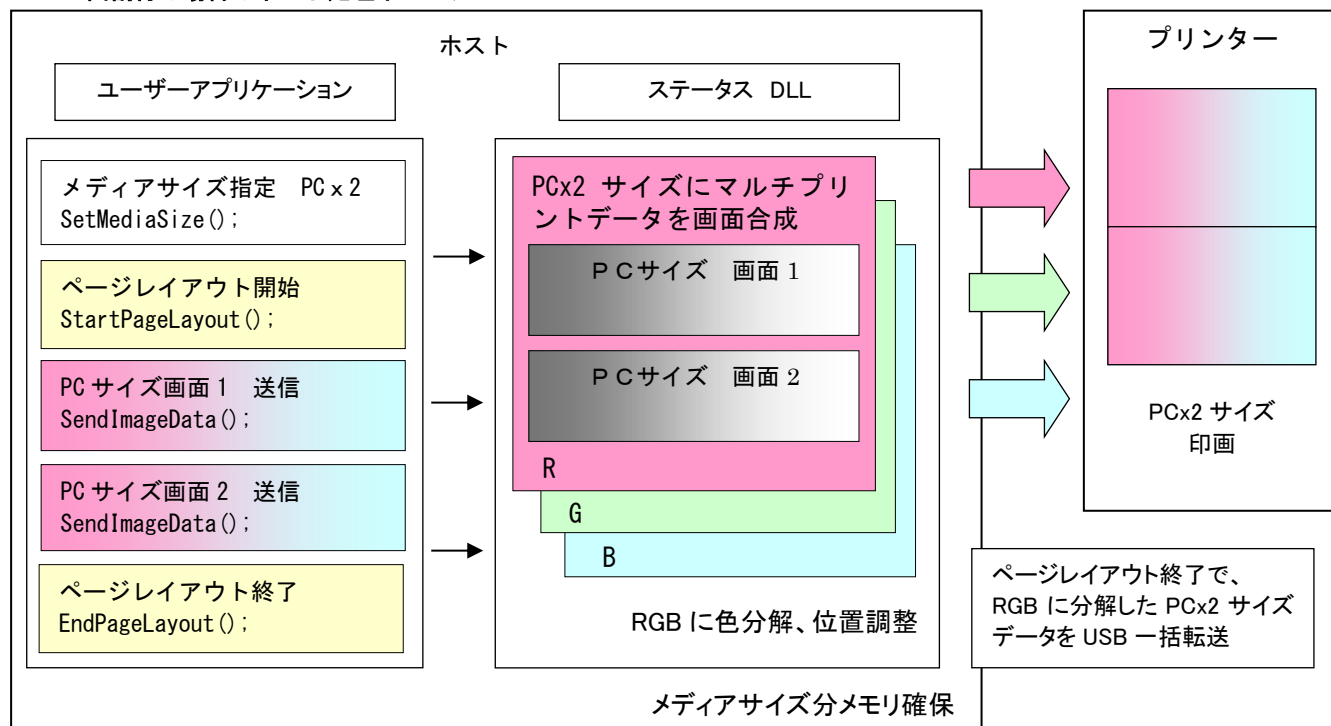 ホスト
ユーザーアプリケーション
メディアサイズ指定　PCｘ2
SetMediaSize();
ページレイアウト開始
StartPageLayout();
PCサイズ画面1　送信
SendImageData();
PCサイズ画面2　送信
SendImageData();
ページレイアウト終了
EndPageLayout();
ステータス DLL
PCx2 サイズにマルチプリ
ントデータを画面合成
ＰＣサイズ　画面1
ＰＣサイズ　画面2
R
G
B
RGB に色分解、位置調整
メディアサイズ分メモリ確保
プリンター
PCx2 サイズ
印画
ページレイアウト終了で、
RGB に分解した PCx2 サイズ
データを USB 一括転送